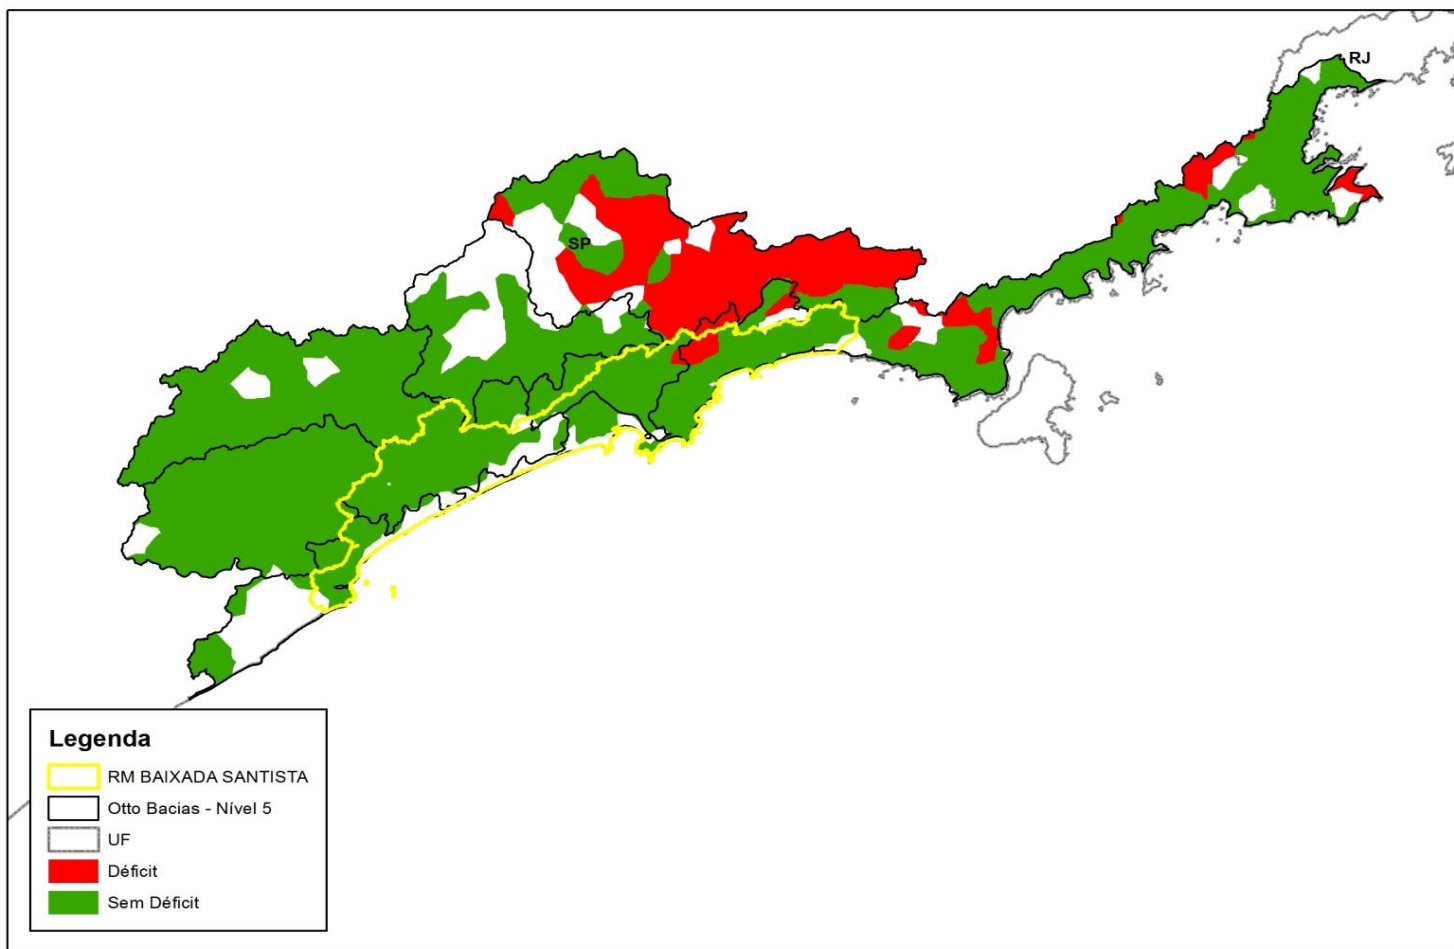 RJ
SP
Legenda
RM BAIXADA SANTISTA
Otto Bacias - Nível 5
UF
Déficit
Sem Déficit